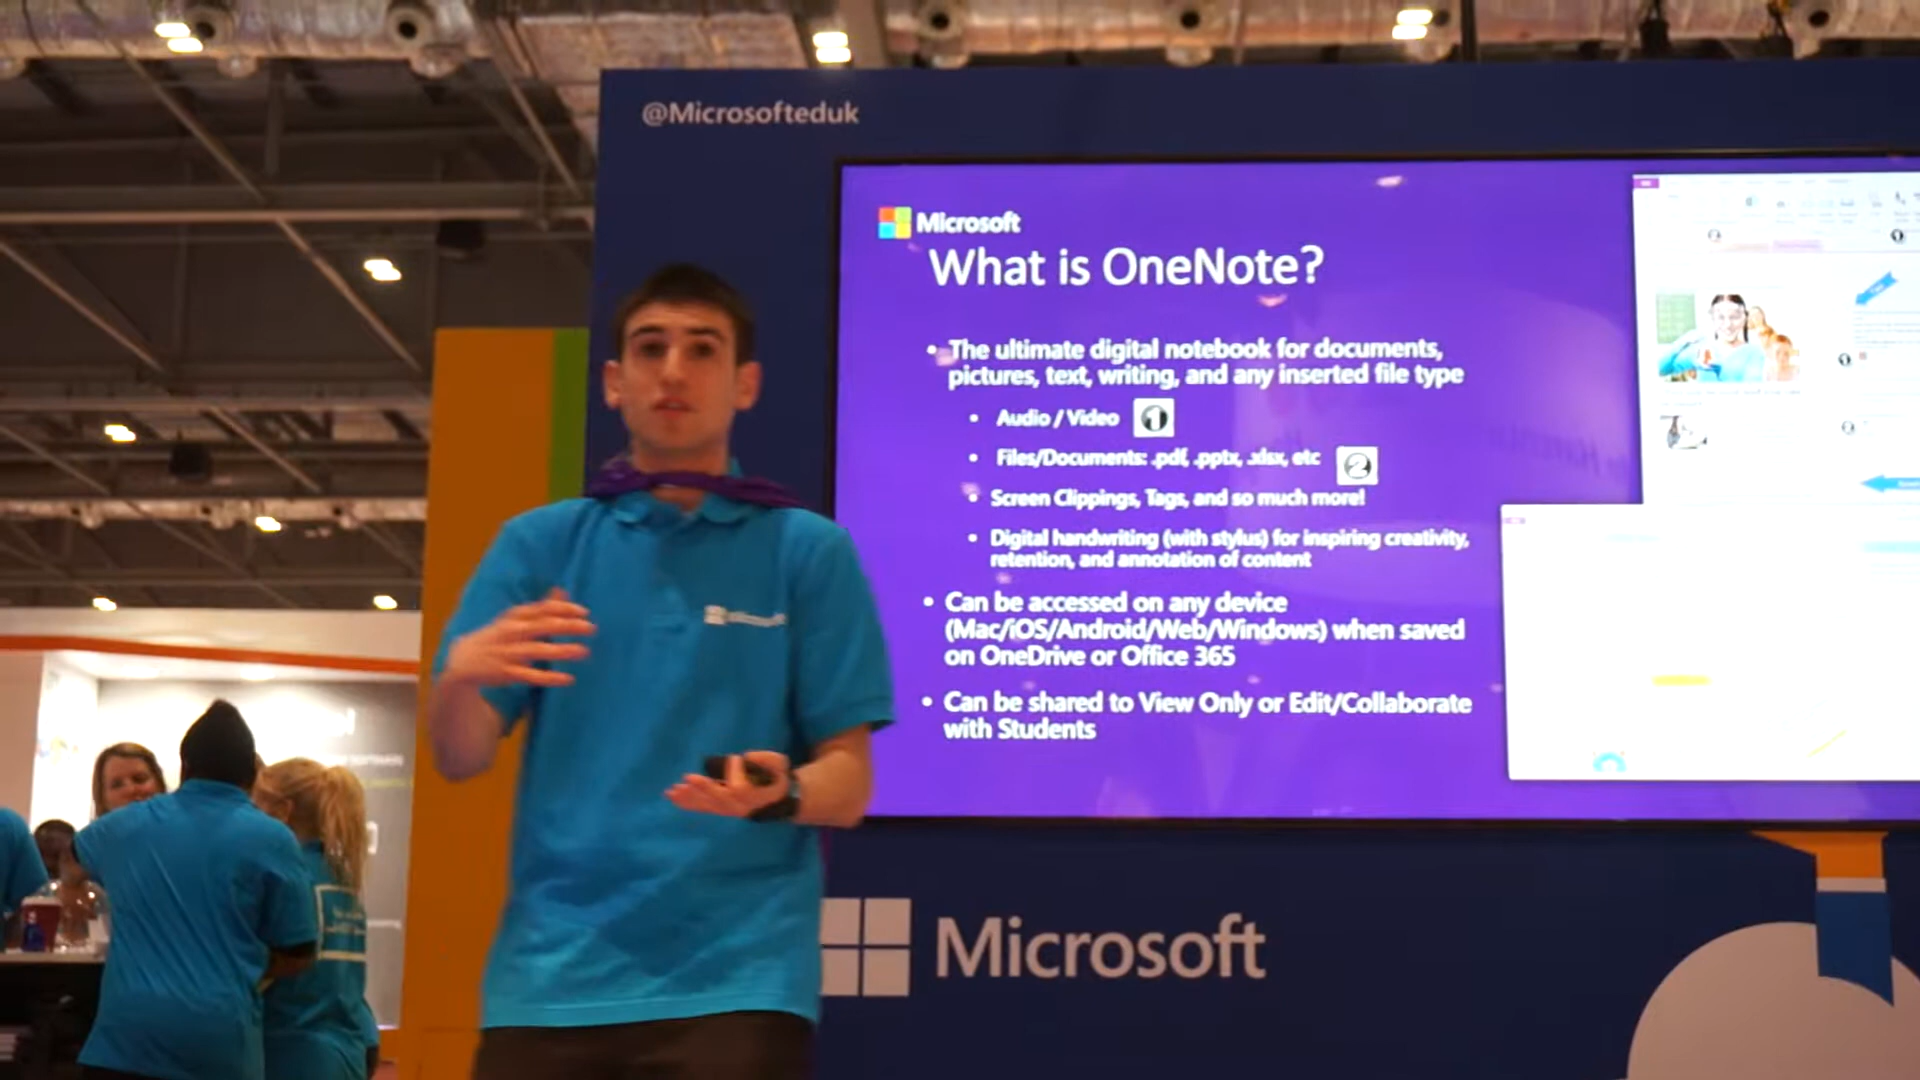 @Microsofteduk
Microsoft
What is OneNote?
• The ultimate digital notebook for documents,
pictures, text, writing, and any inserted file type
• Audio / Video 1
• Files/Documents: .pdf, .pptx, .xlsx, etc 2
• Screen Clippings, Tags, and so much more!
• Digital handwriting (with stylus) for inspiring creativity,
retention, and annotation of content
• Can be accessed on any device
(Mac/iOS/Android/Web/Windows) when saved
on OneDrive or Office 365
• Can be shared to View Only or Edit/Collaborate
with Students
Microsoft
Microsoft